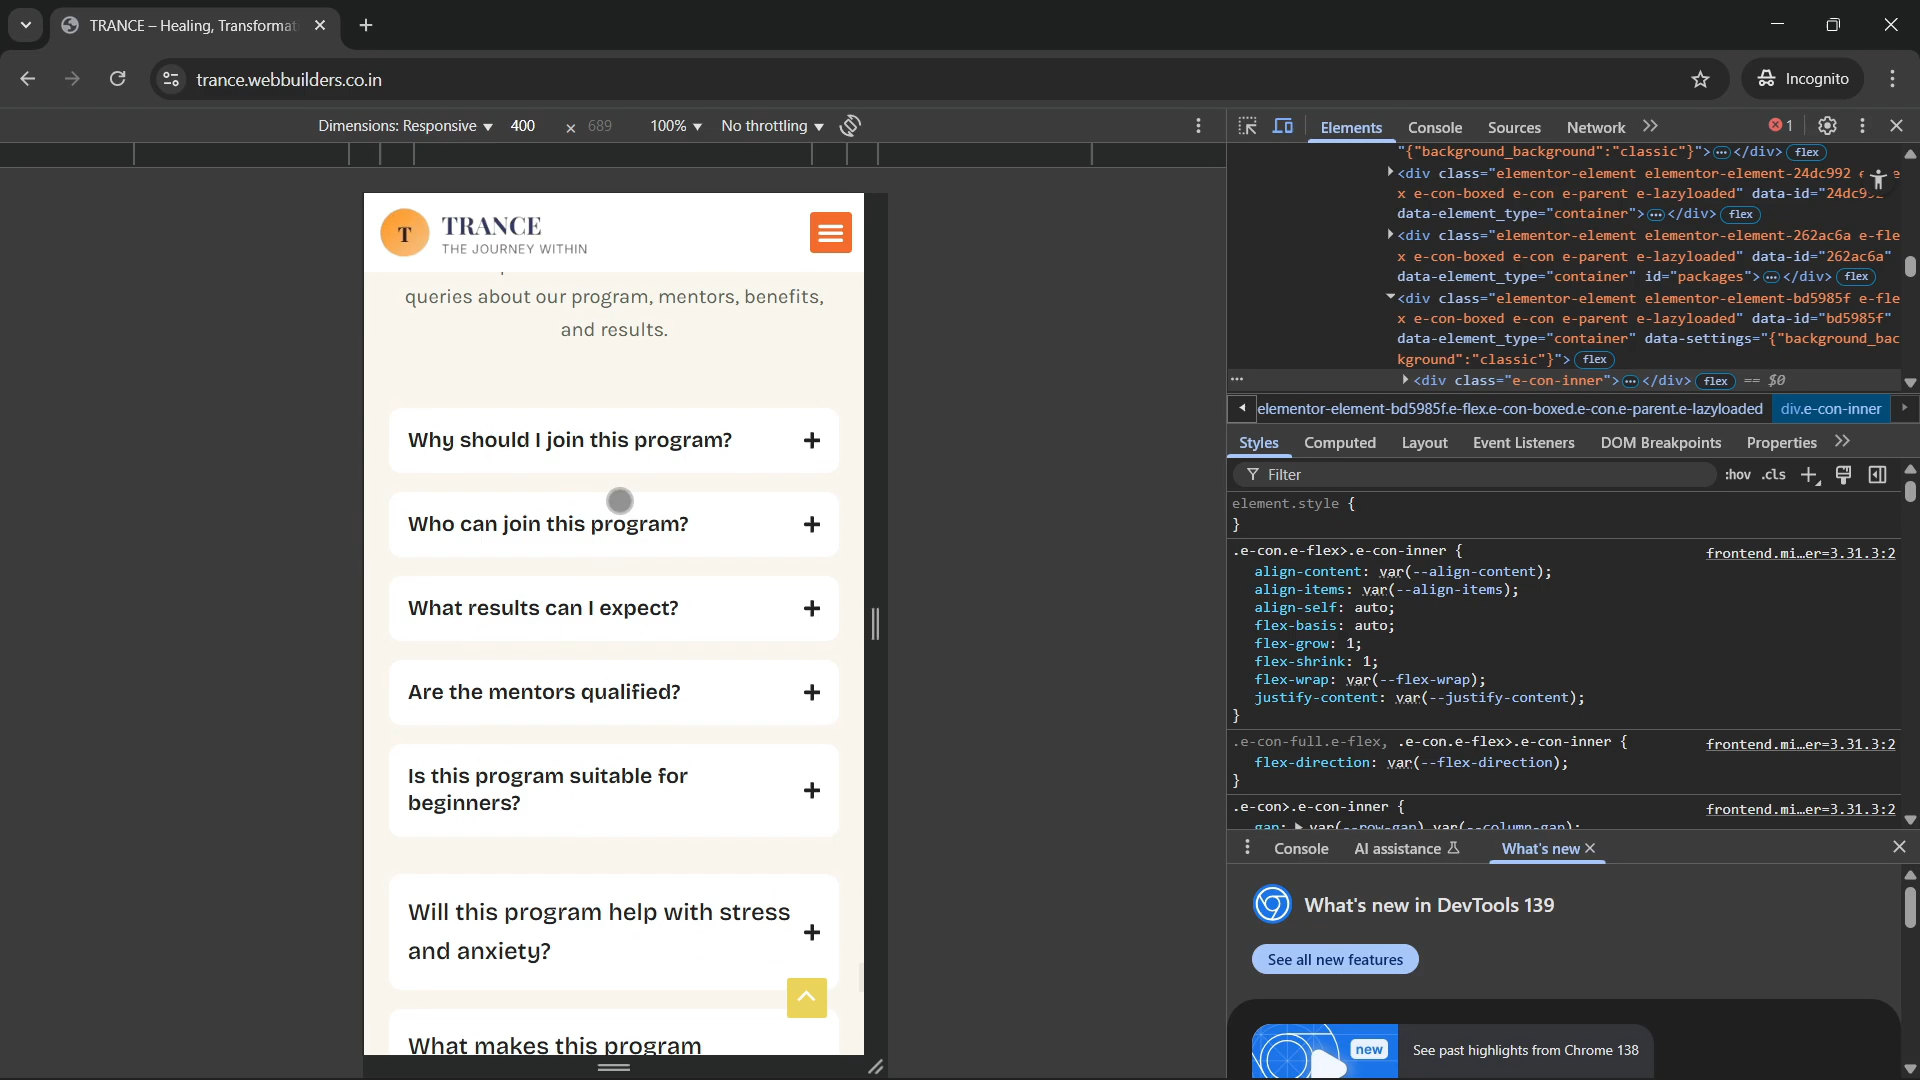 TRANCE – Healing, Transformati
trance.webbuilders.co.in
Incognito
Dimensions: Responsive 400 x 689 100% No throttling
Elements Console Sources Network 1
T TRANCE
THE JOURNEY WITHIN
queries about our program, mentors, benefits,
and results.
Why should I join this program?
Who can join this program?
What results can I expect?
Are the mentors qualified?
Is this program suitable for
beginners?
Will this program help with stress
and anxiety?
What makes this program
"{"background_background":"classic"}">…</div> flex
<div class="elementor-element elementor-element-24dc992
x e-con-boxed e-con e-parent e-lazyloaded" data-id="24dc9
data-element_type="container">…</div> flex
<div class="elementor-element elementor-element-262ac6a e-fle
x e-con-boxed e-con e-parent e-lazyloaded" data-id="262ac6a"
data-element_type="container" id="packages">…</div> flex
<div class="elementor-element elementor-element-bd5985f e-fle
x e-con-boxed e-con e-parent e-lazyloaded" data-id="bd5985f"
data-element_type="container" data-settings="{"background_bac
kground":"classic"}"> flex
… <div class="e-con-inner">…</div> flex == $0
elementor-element-bd5985f.e-flex.e-con-boxed.e-con.e-parent.e-lazyloaded div.e-con-inner
Styles Computed Layout Event Listeners DOM Breakpoints Properties
Filter :hov .cls
element.style {
}
.e-con.e-flex>.e-con-inner { frontend.mi…er=3.31.3:2
align-content: var(--align-content);
align-items: var(--align-items);
align-self: auto;
flex-basis: auto;
flex-grow: 1;
flex-shrink: 1;
flex-wrap: var(--flex-wrap);
justify-content: var(--justify-content);
}
.e-con-full.e-flex, .e-con.e-flex>.e-con-inner { frontend.mi…er=3.31.3:2
flex-direction: var(--flex-direction);
}
.e-con>.e-con-inner { frontend.mi…er=3.31.3:2
gap: var(--row-gap) var(--column-gap);
Console AI assistance What's new
What's new in DevTools 139
See all new features
new See past highlights from Chrome 138